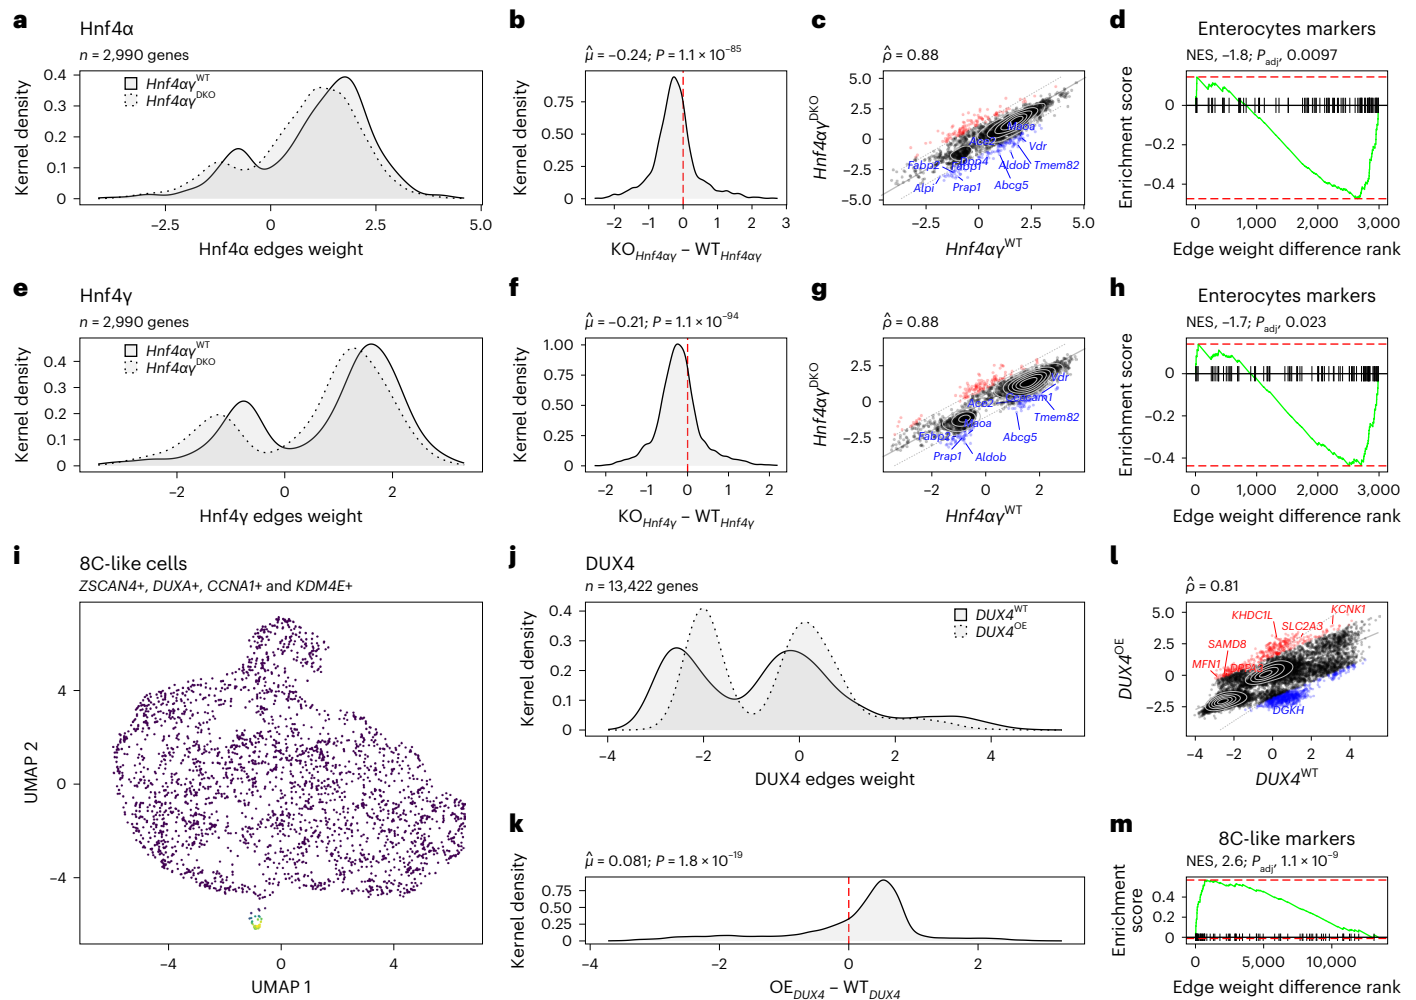 a
Hnf4α
n = 2,990 genes
Hnf4αγWT
Hnf4αγDKO
Kernel density
0.4
0.3
0.2
0.1
0
−2.5
0
2.5
5.0
Hnf4α edges weight
b
μ̂ = −0.24; P = 1.1 × 10−85
Kernel density
0.75
0.50
0.25
0
−2
−1
0
1
2
3
KOHnf4αγ – WTHnf4αγ
c
ρ̂ = 0.88
Hnf4αγDKO
5.0
2.5
0
−2.5
−5.0
Maoa
Ace2
Vdr
Fabp2
Fabp1
Aldob
Tmem82
Alpi
Prap1
Abcg5
−2.5
0
2.5
5.0
Hnf4αγWT
d
Enterocytes markers
NES, −1.8; Padj, 0.0097
Enrichment score
0
−0.2
−0.4
0
1,000
2,000
3,000
Edge weight difference rank
e
Hnf4γ
n = 2,990 genes
Hnf4αγWT
Hnf4αγDKO
Kernel density
0.4
0.3
0.2
0.1
0
−2
0
2
Hnf4γ edges weight
f
μ̂ = −0.21; P = 1.1 × 10−94
Kernel density
1.00
0.75
0.50
0.25
0
−2
−1
0
1
2
KOHnf4γ – WTHnf4γ
g
ρ̂ = 0.88
Hnf4αγDKO
2.5
0
−2.5
Vdr
Ace2
Tmem82
Maoa
Fabp2
Abcg5
Prap1
Aldob
−2
0
2
Hnf4αγWT
h
Enterocytes markers
NES, −1.7; Padj, 0.023
Enrichment score
0
−0.2
−0.4
0
1,000
2,000
3,000
Edge weight difference rank
i
8C-like cells
ZSCAN4+, DUXA+, CCNA1+ and KDM4E+
UMAP 2
4
0
−4
−4
0
4
UMAP 1
j
DUX4
n = 13,422 genes
DUX4WT
DUX4OE
Kernel density
0.4
0.3
0.2
0.1
0
−4
−2
0
2
4
DUX4 edges weight
k
μ̂ = 0.081; P = 1.8 × 10−19
Kernel density
0.75
0.50
0.25
0
−4
−2
0
2
OEDUX4 – WTDUX4
l
ρ̂ = 0.81
DUX4OE
5.0
2.5
0
−2.5
KCNK1
KHDC1L
SLC2A3
SAMD8
MFN1
DGKH
−4
−2
0
2
4
DUX4WT
m
8C-like markers
NES, 2.6; Padj, 1.1 × 10−9
Enrichment
score
0.4
0.2
0
0
5,000
10,000
Edge weight difference rank